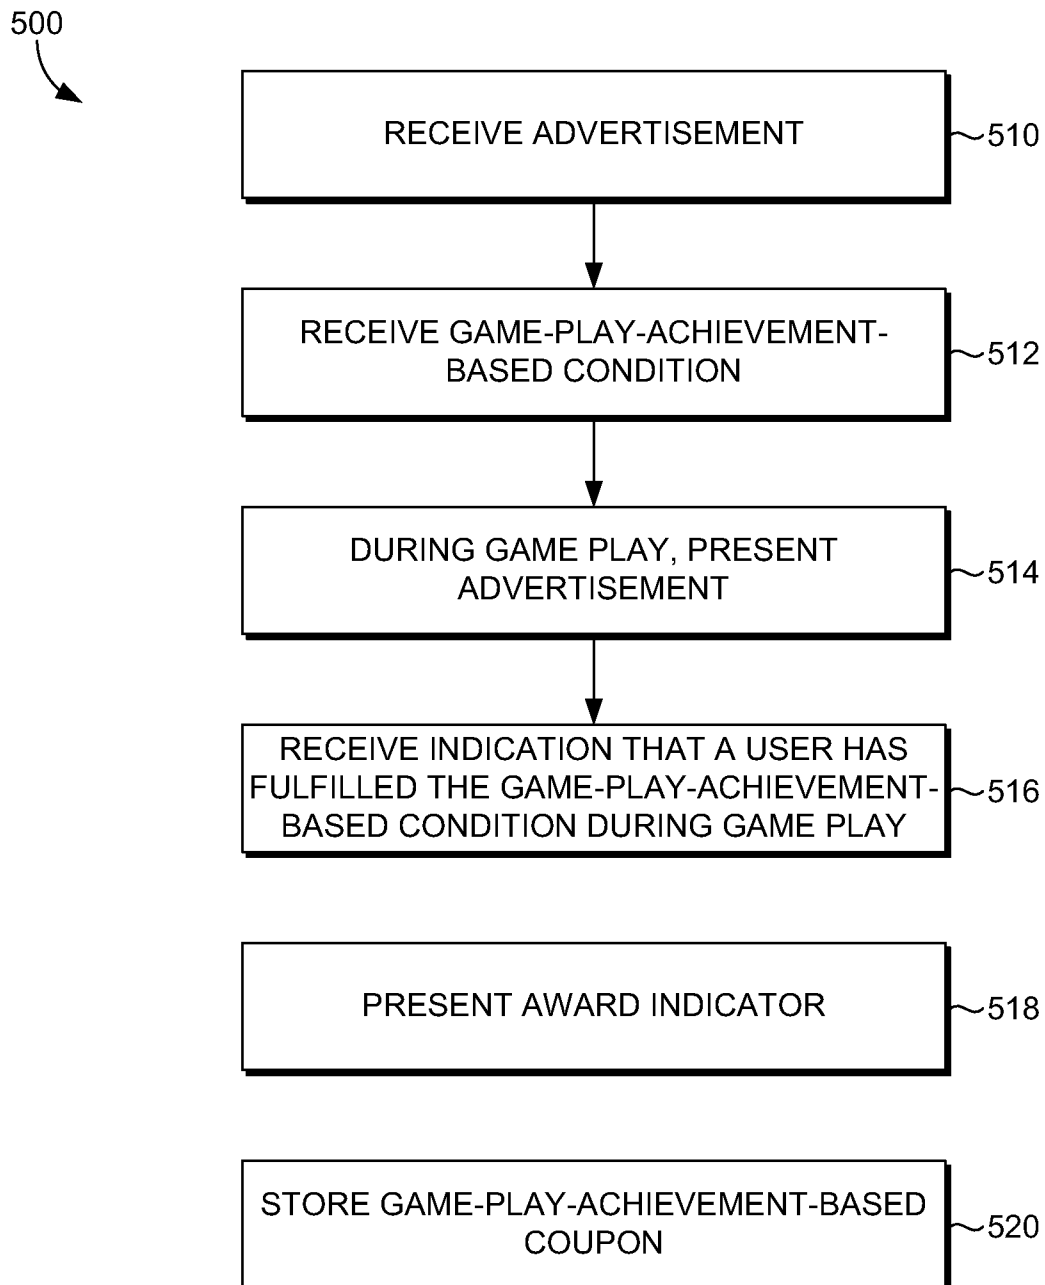 500
RECEIVE ADVERTISEMENT
510
RECEIVE GAME-PLAY-ACHIEVEMENT-
BASED CONDITION
512
DURING GAME PLAY, PRESENT
ADVERTISEMENT
514
RECEIVE INDICATION THAT A USER HAS
FULFILLED THE GAME-PLAY-ACHIEVEMENT-
BASED CONDITION DURING GAME PLAY
516
PRESENT AWARD INDICATOR
518
STORE GAME-PLAY-ACHIEVEMENT-BASED
COUPON
520